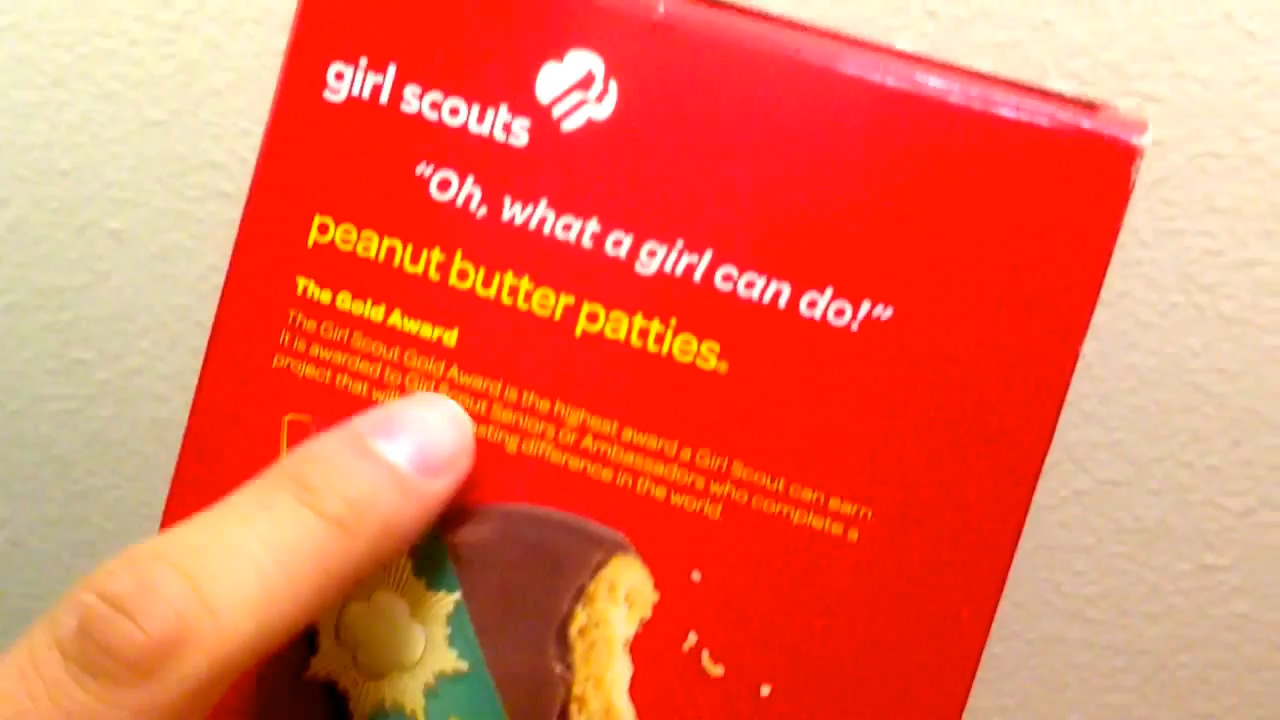 girl scouts
“Oh, what a girl can do!”
peanut butter patties®
The Gold Award
The Girl Scout Gold Award is the highest award a Girl Scout can earn.
It is awarded to Girl Scout Seniors or Ambassadors who complete a
project that difference in the world.